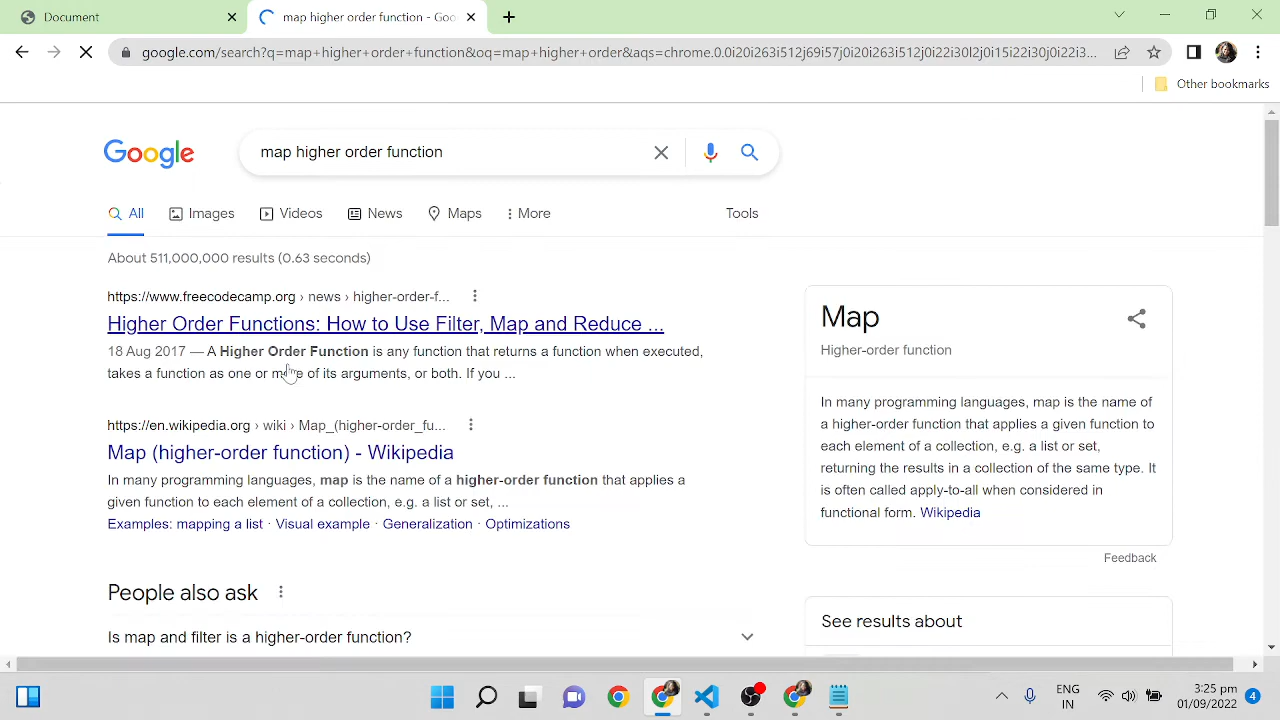 Document
map higher order function - Goo
google.com/search?q=map+higher+order+function&oq=map+higher+order&aqs=chrome.0.0i20i263i512j69i57j0i20i263i512j0i22i30l2j0i15i22i30j0i22i3...
Other bookmarks
Google
map higher order function
All
Images
Videos
News
Maps
More
Tools
About 511,000,000 results (0.63 seconds)
https://www.freecodecamp.org › news › higher-order-f...
Higher Order Functions: How to Use Filter, Map and Reduce ...
18 Aug 2017 — A Higher Order Function is any function that returns a function when executed,
takes a function as one or more of its arguments, or both. If you ...
https://en.wikipedia.org › wiki › Map_(higher-order_fu...
Map (higher-order function) - Wikipedia
In many programming languages, map is the name of a higher-order function that applies a
given function to each element of a collection, e.g. a list or set, ...
Examples: mapping a list · Visual example · Generalization · Optimizations
People also ask
Is map and filter is a higher-order function?
Map
Higher-order function
In many programming languages, map is the name of
a higher-order function that applies a given function to
each element of a collection, e.g. a list or set,
returning the results in a collection of the same type. It
is often called apply-to-all when considered in
functional form. Wikipedia
Feedback
See results about
ENG
IN
3:25 pm
01/09/2022
4